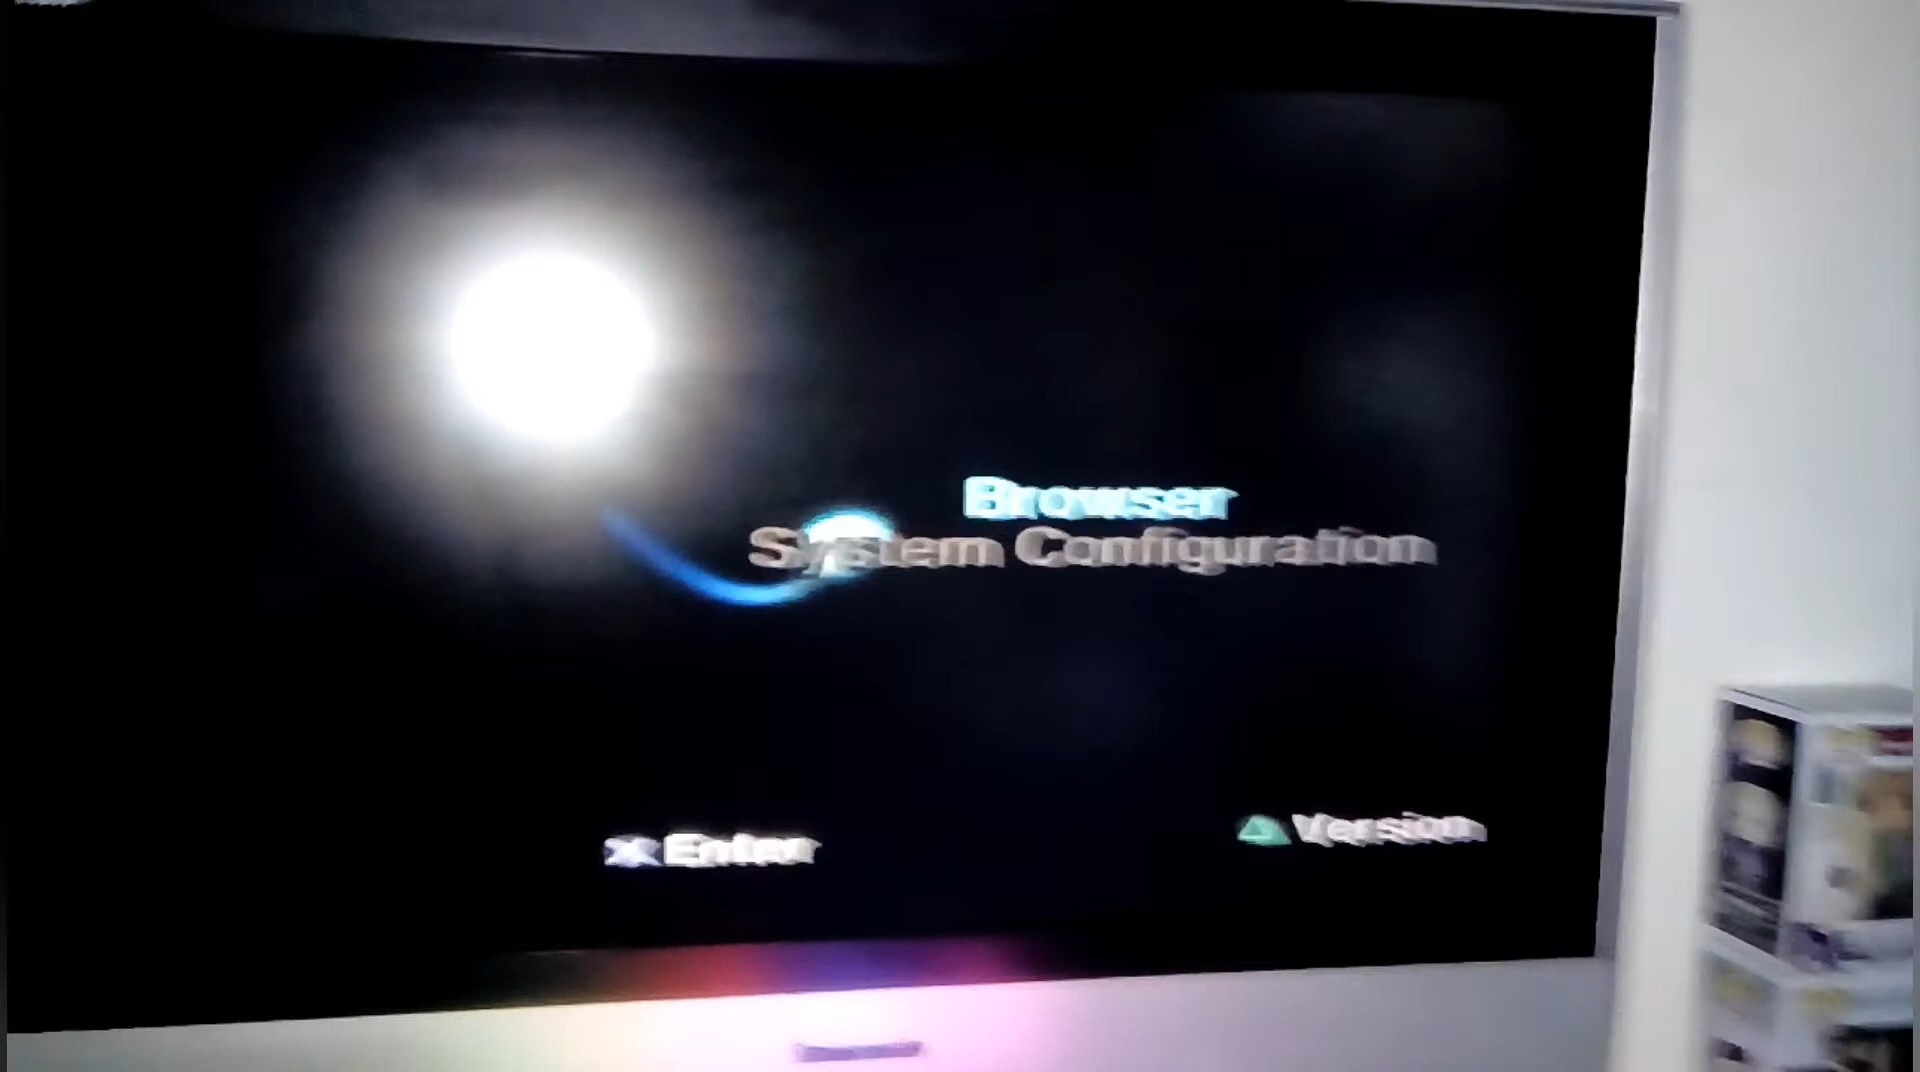 Browser
System Configuration
Enter
Version